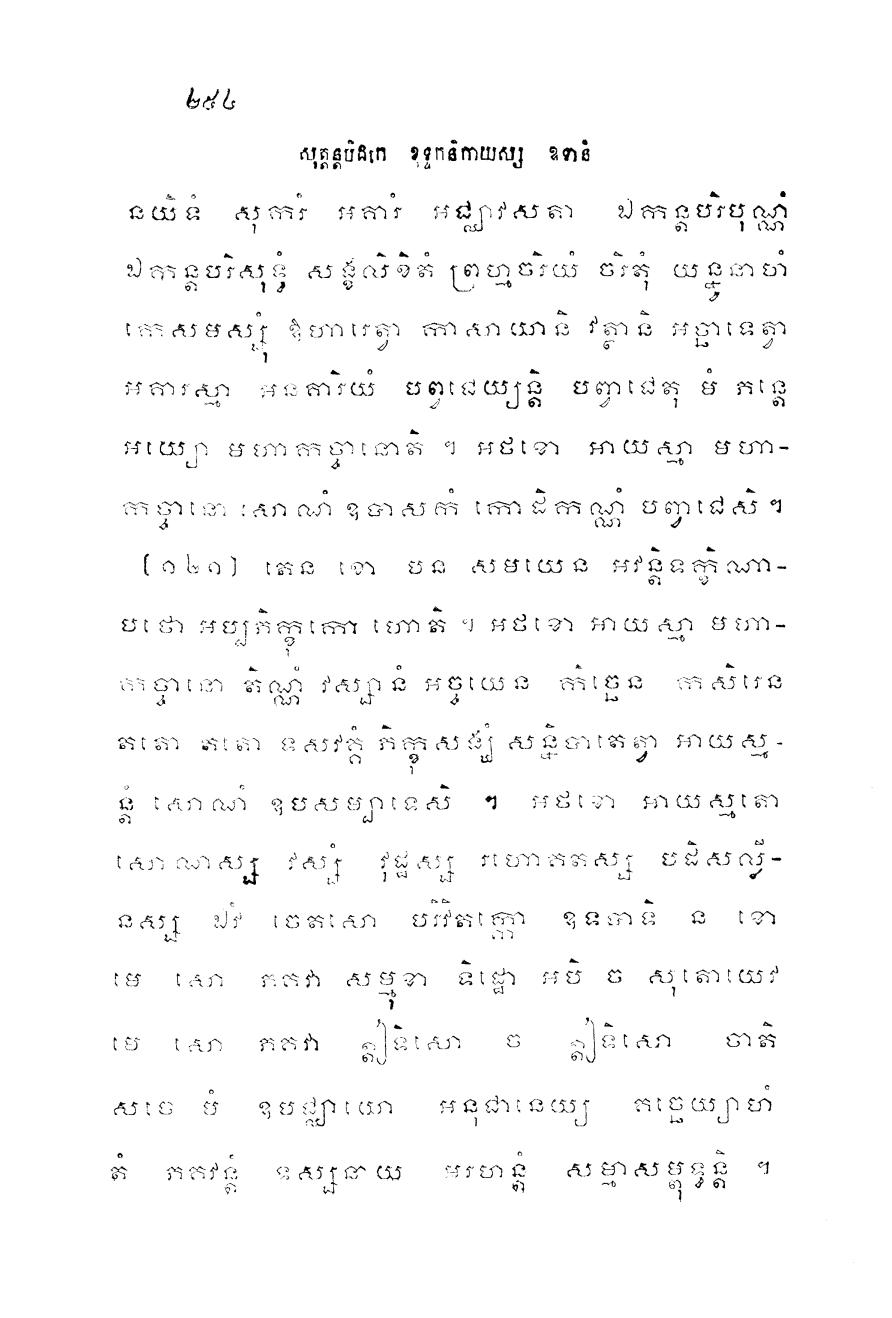 ២៩៤
សុត្តន្តបិដកេ ខុទ្ទកនិកាយស្ស ឧទានំ
នយិទំ សុករំ អគារំ អជ្ឈាវសតា ឯកន្តបរិបុណ្ណំ
ឯកន្តបរិសុទ្ធំ សង្ខលិខិតំ ព្រហ្មចរិយំ ចរិតុំ យន្នូនាហំ
កេសមស្សុំ ឱហារេត្វា កាសាយានិ វត្ថានិ អច្ឆាទេត្វា
អគារស្មា អនគារិយំ បព្វជេយ្យន្តិ បញ្វជេតុ មំ ភន្តេ
អយ្យោ មហាកច្ចានោតិ ។ អថខោ អាយស្មា មហា-
កច្ចានោ សោណំ ឧបាសកំ កោដិកណ្ណំ បព្វាជេសិ ។
(១២១) តេន ខោ បន សមយេន អវន្តិទក្ខិណា-
បថោ អប្បភិក្ខុកោ ហោតិ ។ អថខោ អាយស្មា មហា-
កច្ចានោ តិណ្ណំ វស្សានំ អច្ចយេន កិច្ឆេន កសិរេន
តតោ តតោ ទសវគ្គំ ភិក្ខុសង្ឃំ សន្និបាតេត្វា អាយស្ម-
ន្តំ សោណំ ឧបសម្បាទេសិ ។ អថខោ អាយស្មតោ
សោណស្ស វស្សំ វុដ្ឋស្ស រហោគតស្ស បដិសល្លី-
នស្ស ឯវំ ចេតសោ បរិវិតក្កោ ឧទបាទិ ន ខោ
មេ សោ ភគវា សម្មុខា ទិដ្ឋោ អបិ ច សុតោយេវ
មេ សោ ភគវា ឦទិសោ ច ឦទិសោ ចាតិ
សចេ មំ ឧបជ្ឈាយោ អនុជានេយ្យ គច្ឆេយ្យាហំ
តំ ភគវន្តំ ទស្សនាយ អរហន្តំ សម្មាសម្ពុទ្ធន្តិ ។